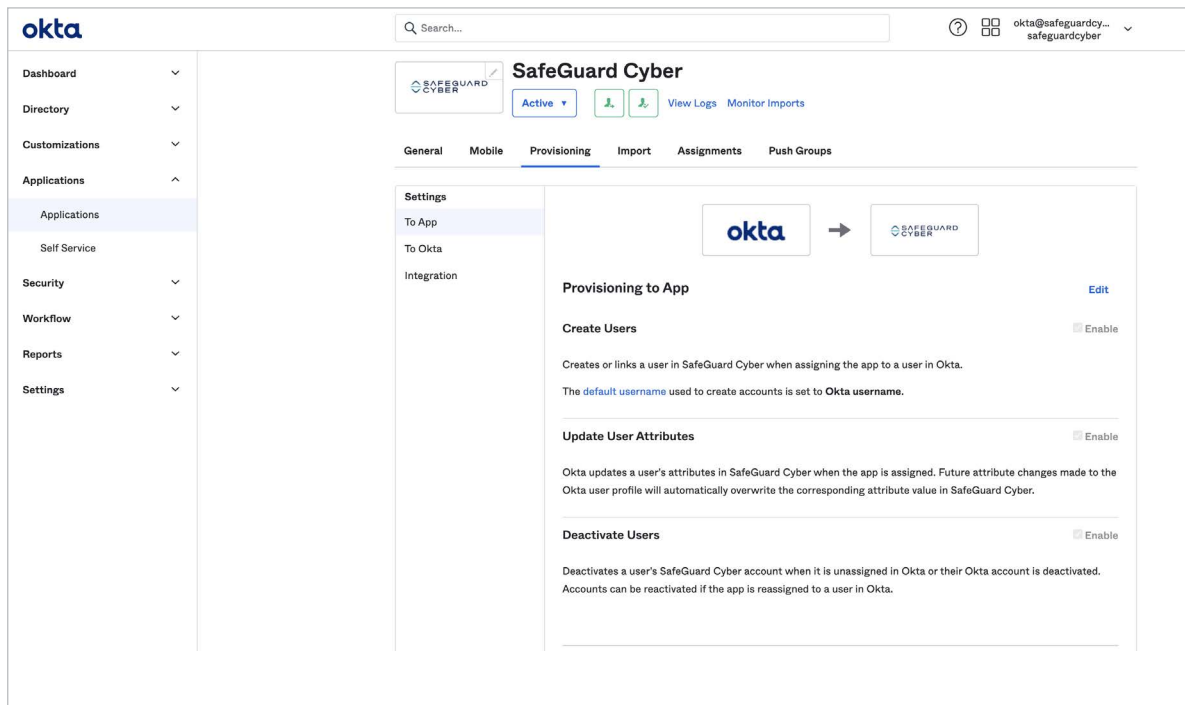 okta
Search...
okta@safeguardcy...
safeguardcyber
Dashboard
Directory
Customizations
Applications
Applications
Self Service
Security
Workflow
Reports
Settings
SAFEGUARD
CYBER
SafeGuard Cyber
Active
View Logs
Monitor Imports
General
Mobile
Provisioning
Import
Assignments
Push Groups
Settings
To App
To Okta
Integration
okta
SAFEGUARD
CYBER
Provisioning to App
Edit
Create Users
Enable
Creates or links a user in SafeGuard Cyber when assigning the app to a user in Okta.
The default username used to create accounts is set to Okta username.
Update User Attributes
Enable
Okta updates a user's attributes in SafeGuard Cyber when the app is assigned. Future attribute changes made to the
Okta user profile will automatically overwrite the corresponding attribute value in SafeGuard Cyber.
Deactivate Users
Enable
Deactivates a user's SafeGuard Cyber account when it is unassigned in Okta or their Okta account is deactivated.
Accounts can be reactivated if the app is reassigned to a user in Okta.